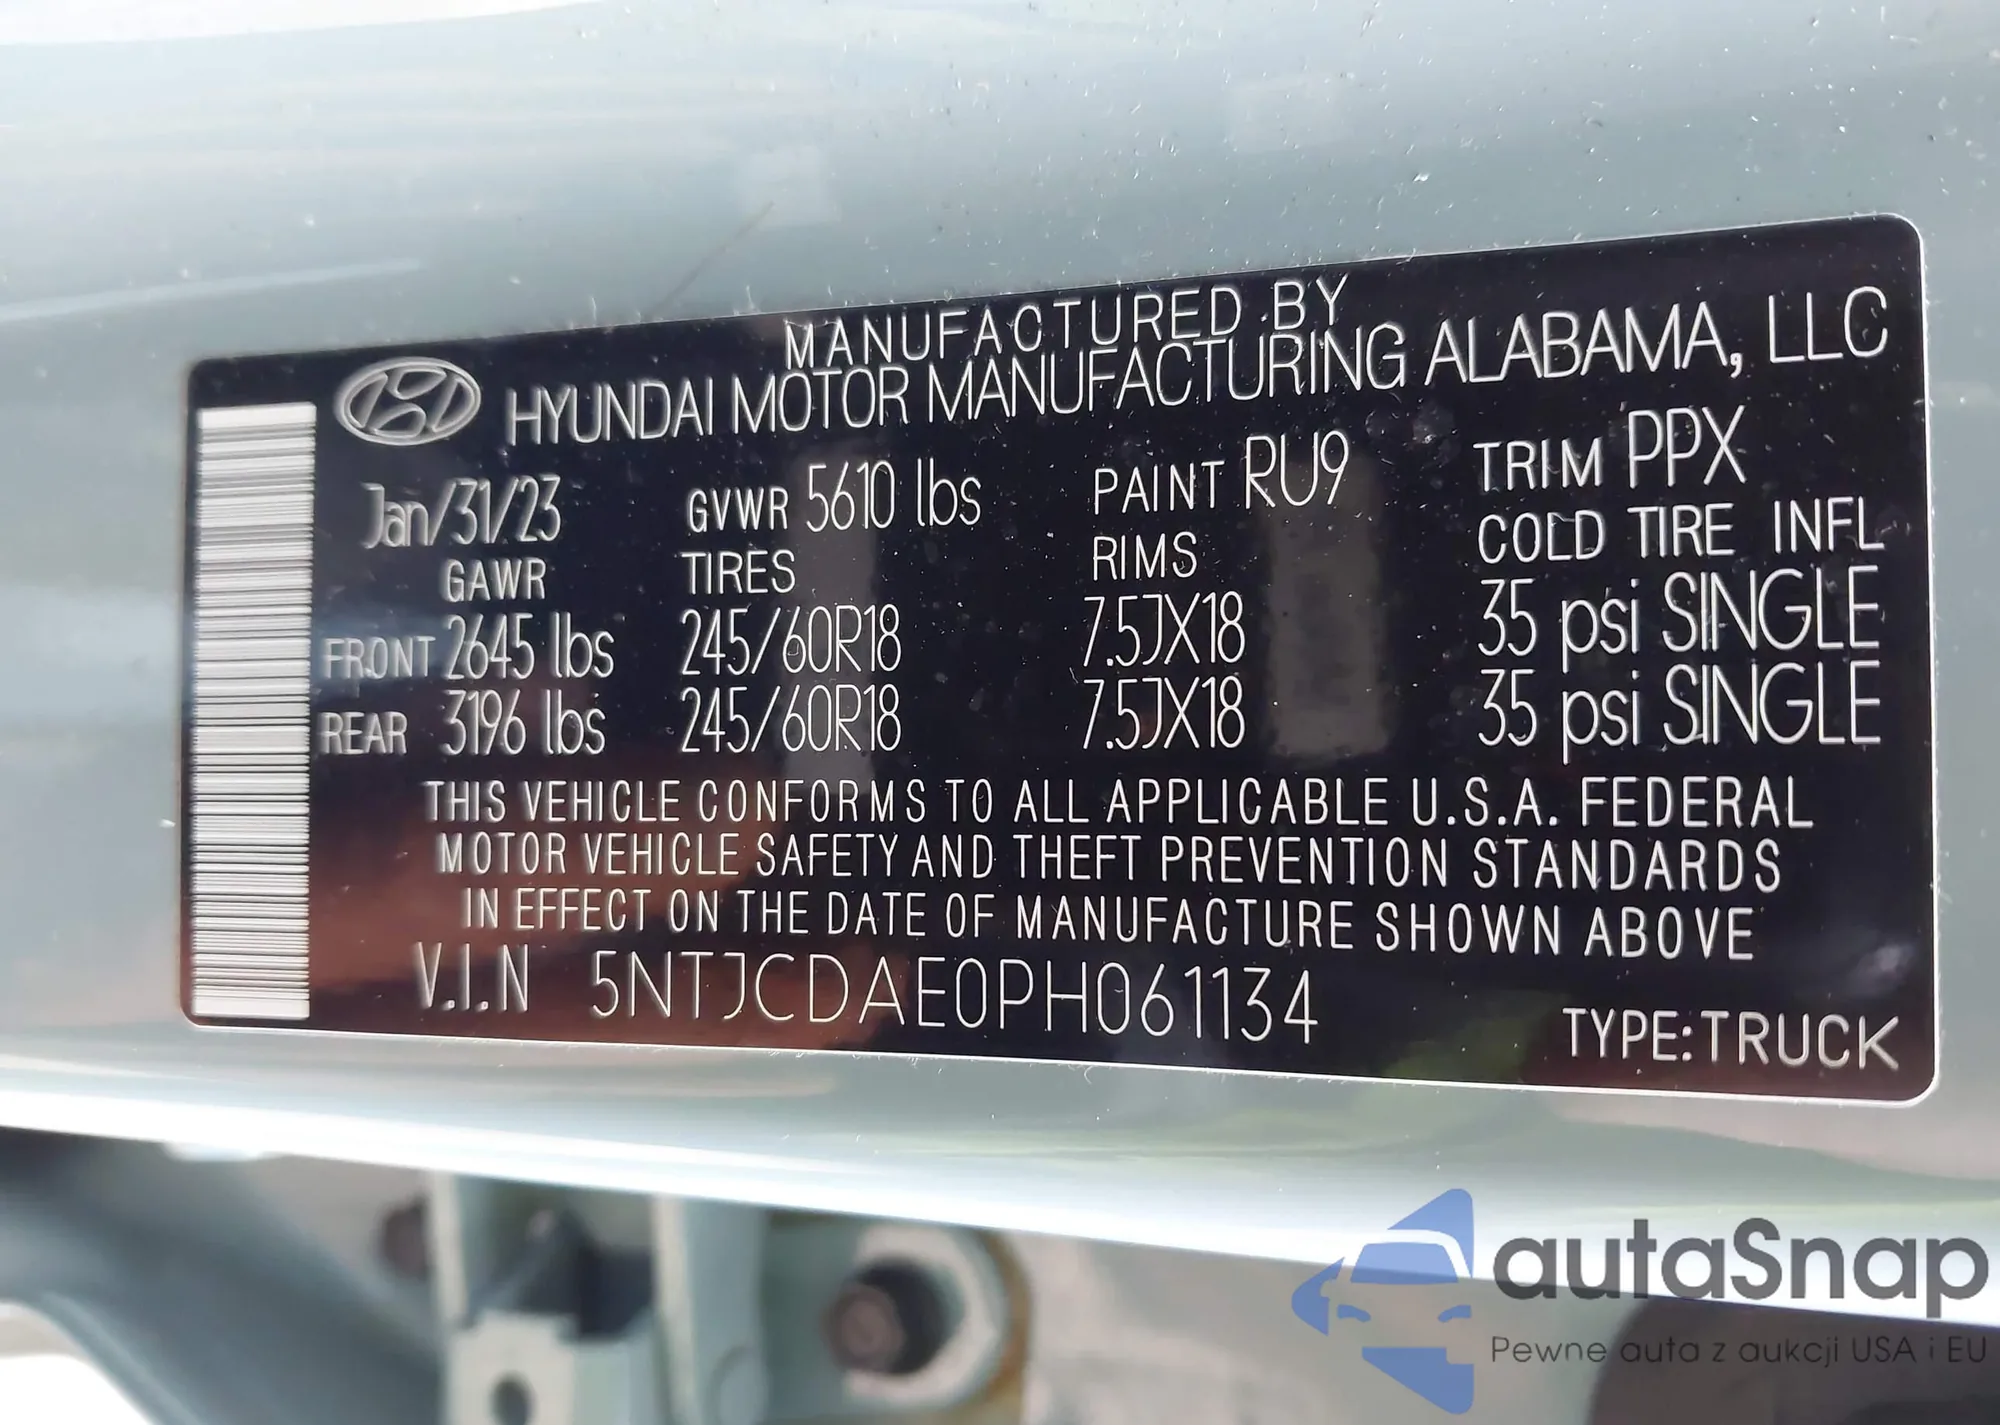 MANUFACTURED BY
HYUNDAI MOTOR MANUFACTURING ALABAMA, LLC
Jan/31/23 GVWR 5610 lbs PAINT RU9 TRIM PPX
GAWR TIRES RIMS COLD TIRE INFL
FRONT 2645 lbs 245/60R18 7.5JX18 35 psi SINGLE
REAR 3196 lbs 245/60R18 7.5JX18 35 psi SINGLE
THIS VEHICLE CONFORMS TO ALL APPLICABLE U.S.A. FEDERAL
MOTOR VEHICLE SAFETY AND THEFT PREVENTION STANDARDS
IN EFFECT ON THE DATE OF MANUFACTURE SHOWN ABOVE
V.I.N 5NTJCDAE0PH061134
TYPE:TRUCK
autaSnap
Pewne auta z aukcji USA i EU